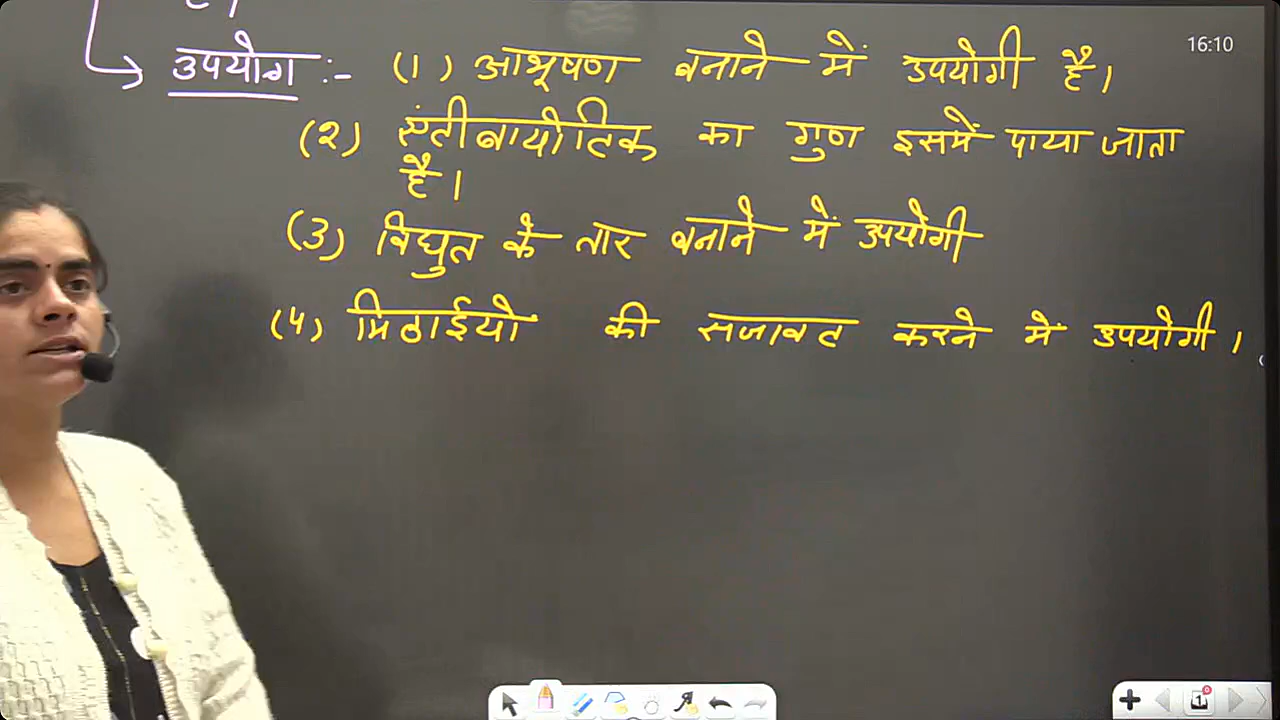 है।
16:10
उपयोग :- (1) आभूषण बनाने में उपयोगी है।
(2) एंटीबायोटिक का गुण इसमें पाया जाता
है।
(3) विद्युत के तार बनाने में उपयोगी
(4) मिठाईयो की सजावट करने में उपयोगी।